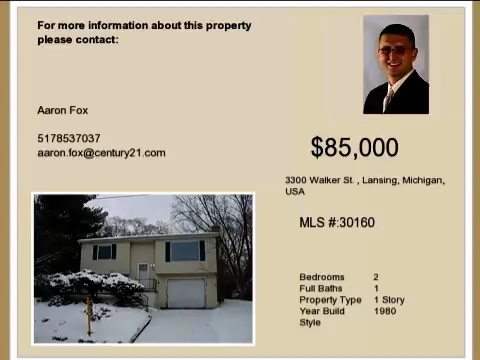 For more information about this property
please contact:
Aaron Fox
5178537037
aaron.fox@century21.com
$85,000
3300 Walker St. , Lansing, Michigan,
USA
MLS #:30160
Bedrooms 2
Full Baths 1
Property Type 1 Story
Year Build 1980
Style